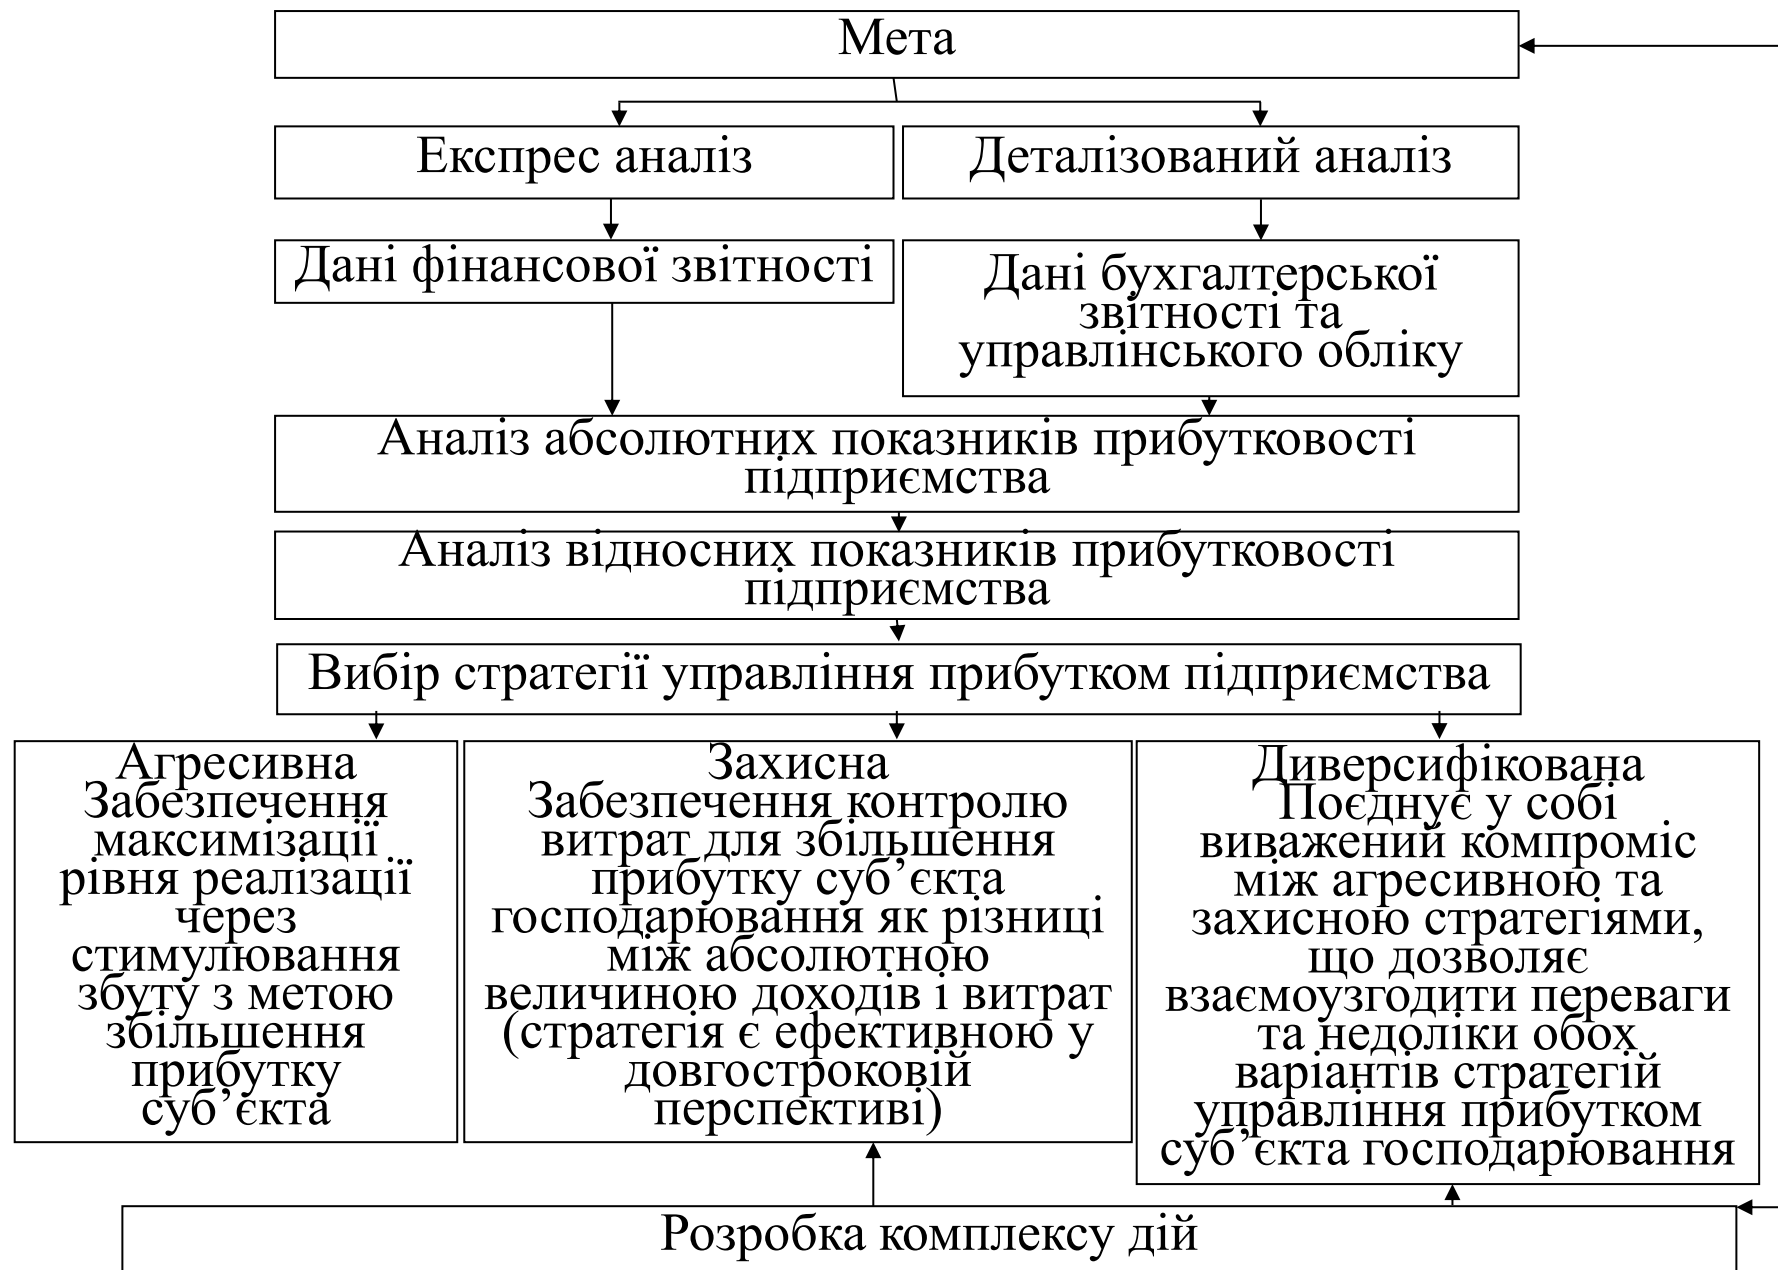 Мета
Експрес аналіз
Деталізований аналіз
Дані фінансової звітності
Дані бухгалтерської
звітності та
управлінського обліку
Аналіз абсолютних показників прибутковості
підприємства
Аналіз відносних показників прибутковості
підприємства
Вибір стратегії управління прибутком підприємства
Агресивна
Забезпечення
максимізації
рівня реалізації
через
стимулювання
збуту з метою
збільшення
прибутку
суб’єкта
Захисна
Забезпечення контролю
витрат для збільшення
прибутку суб’єкта
господарювання як різниці
між абсолютною
величиною доходів і витрат
(стратегія є ефективною у
довгостроковій
перспективі)
Диверсифікована
Поєднує у собі
виважений компроміс
між агресивною та
захисною стратегіями,
що дозволяє
взаємоузгодити переваги
та недоліки обох
варіантів стратегій
управління прибутком
суб’єкта господарювання
Розробка комплексу дій